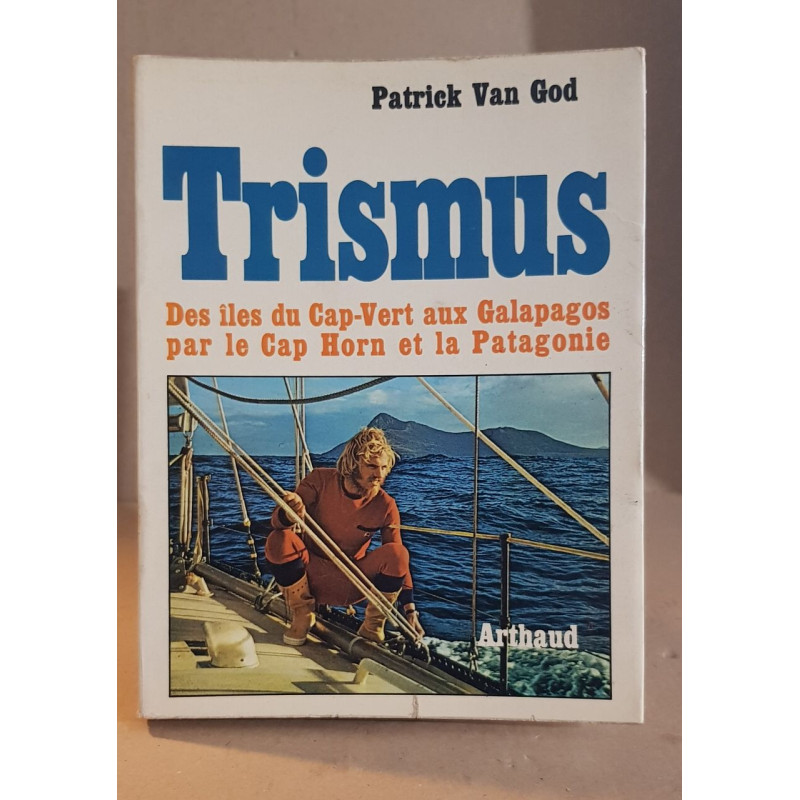 Patrick Van God
Trismus
Des îles du Cap-Vert aux Galapagos
par le Cap Horn et la Patagonie
Arthaud